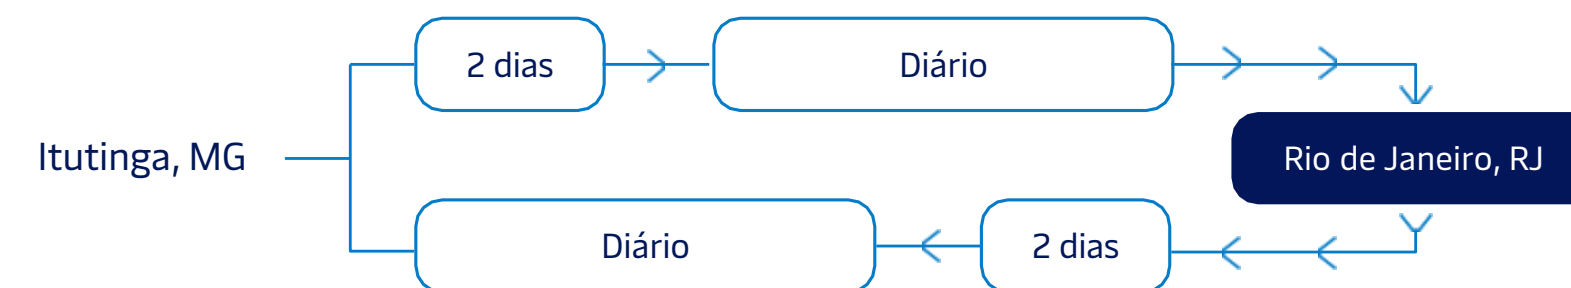 2 dias
Diário
Itutinga, MG
Rio de Janeiro, RJ
Diário
2 dias